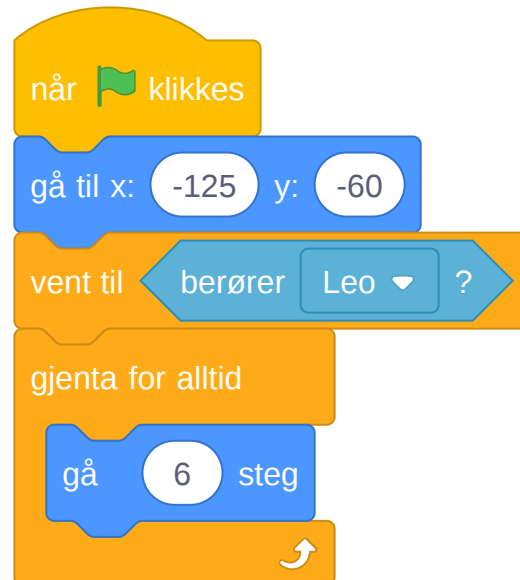 når klikkes
gå til x: -125 y: -60
vent til berører Leo ?
gjenta for alltid
gå 6 steg